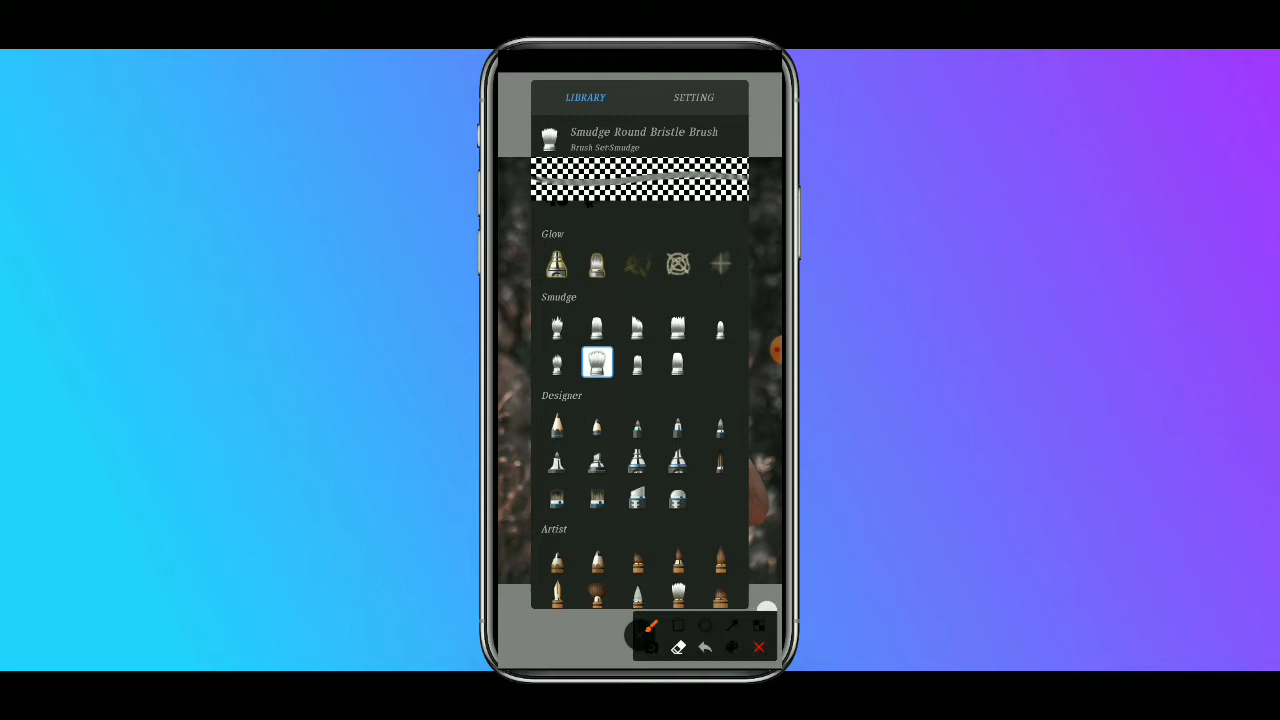 LIBRARY
SETTING
Smudge Round Bristle Brush
Brush Set:Smudge
Glow
Smudge
Designer
Artist